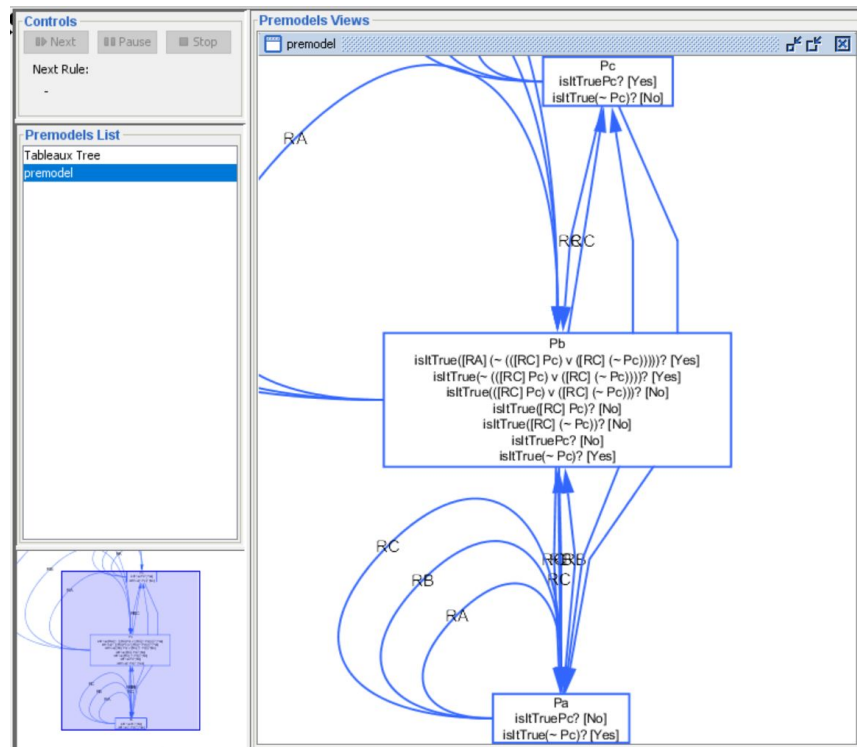 Controls
Next
Pause
Stop
Next Rule:
-
Premodels List
Tableaux Tree
premodel
Premodels Views
premodel
Pc
isItTruePc? [Yes]
isItTrue(~ Pc)? [No]
RA
RC
Pb
isItTrue([RA] (~ (([RC] Pc) v ([RC] (~ Pc)))))? [Yes]
isItTrue(~ (([RC] Pc) v ([RC] (~ Pc))))? [Yes]
isItTrue(([RC] Pc) v ([RC] (~ Pc)))? [No]
isItTrue([RC] Pc)? [No]
isItTrue([RC] (~ Pc))? [No]
isItTruePc? [No]
isItTrue(~ Pc)? [Yes]
RC
RB
RC
RB
RA
Pa
isItTruePc? [No]
isItTrue(~ Pc)? [Yes]